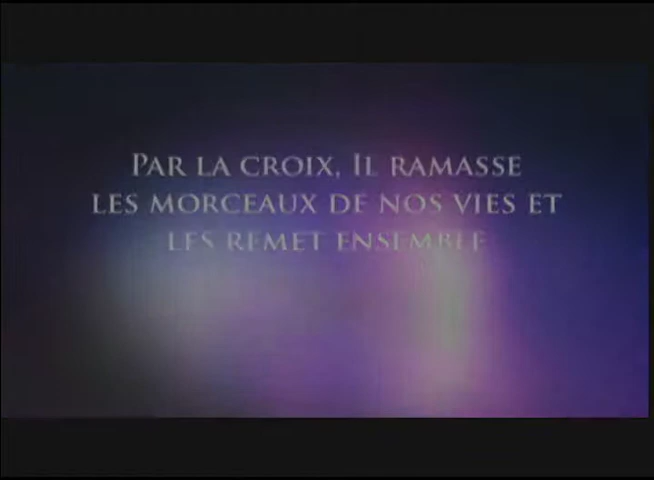 Par la croix, Il ramasse
les morceaux de nos vies et
les remet ensemble